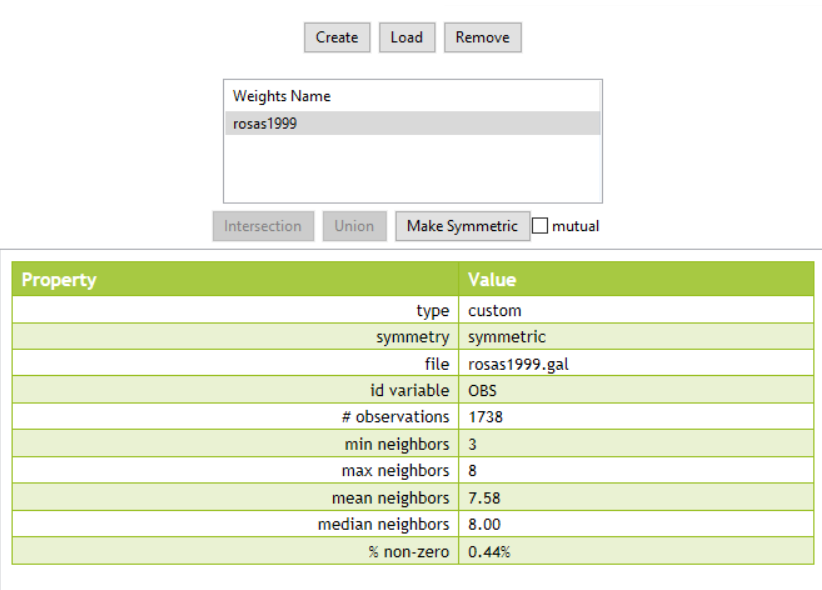 Create Load Remove
Weights Name
rosas1999
Intersection Union Make Symmetric mutual
Property Value
type custom
symmetry symmetric
file rosas1999.gal
id variable OBS
# observations 1738
min neighbors 3
max neighbors 8
mean neighbors 7.58
median neighbors 8.00
% non-zero 0.44%